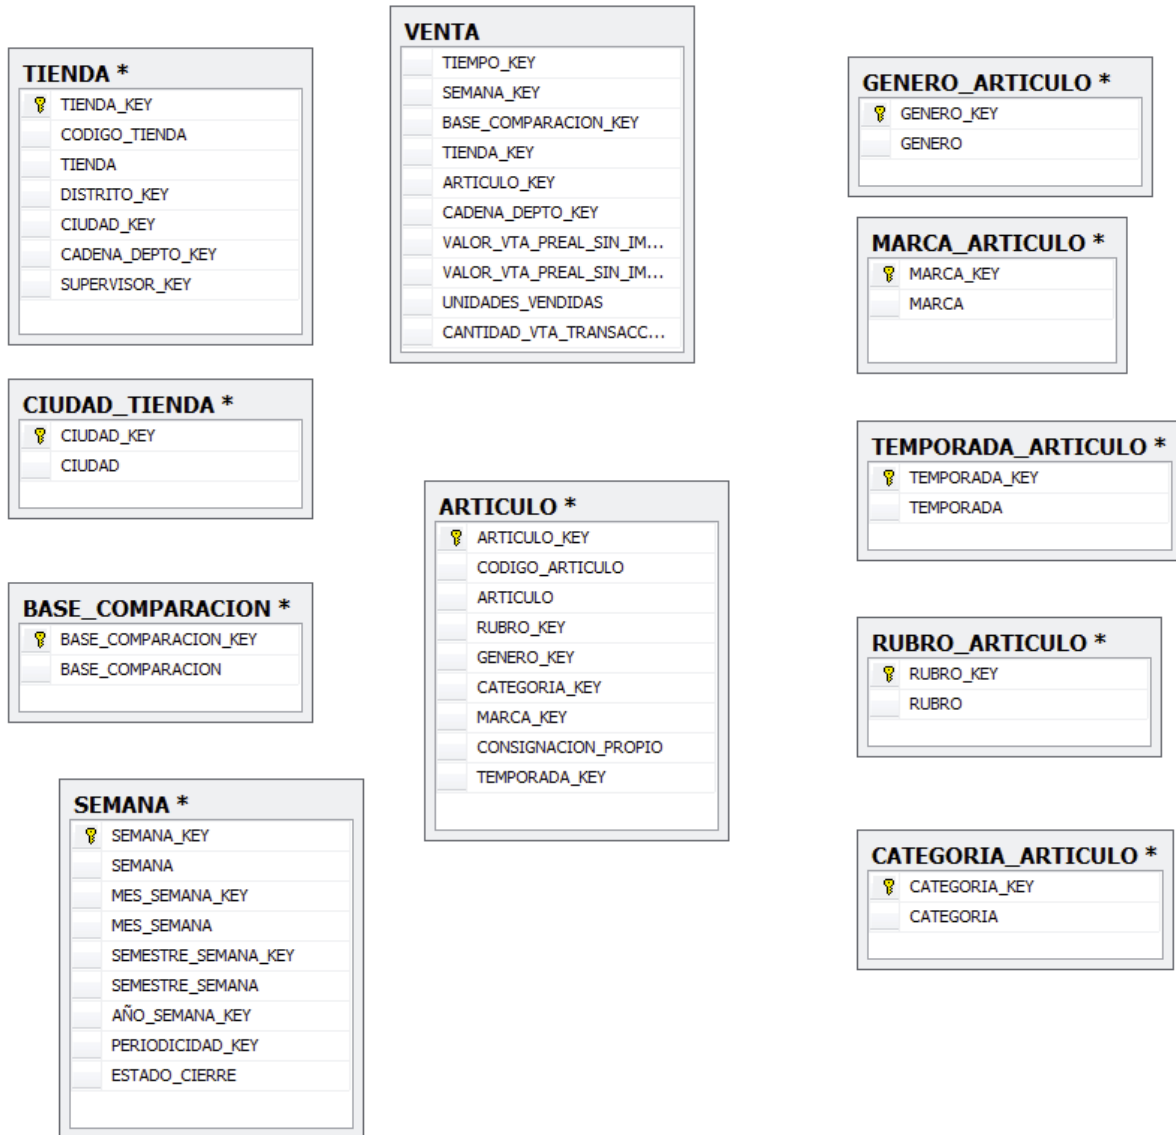 TIENDA *
TIENDA_KEY
CODIGO_TIENDA
TIENDA
DISTRITO_KEY
CIUDAD_KEY
CADENA_DEPTO_KEY
SUPERVISOR_KEY
CIUDAD_TIENDA *
CIUDAD_KEY
CIUDAD
BASE_COMPARACION *
BASE_COMPARACION_KEY
BASE_COMPARACION
SEMANA *
SEMANA_KEY
SEMANA
MES_SEMANA_KEY
MES_SEMANA
SEMESTRE_SEMANA_KEY
SEMESTRE_SEMANA
AÑO_SEMANA_KEY
PERIODICIDAD_KEY
ESTADO_CIERRE
VENTA
TIEMPO_KEY
SEMANA_KEY
BASE_COMPARACION_KEY
TIENDA_KEY
ARTICULO_KEY
CADENA_DEPTO_KEY
VALOR_VTA_PREAL_SIN_IM...
VALOR_VTA_PREAL_SIN_IM...
UNIDADES_VENDIDAS
CANTIDAD_VTA_TRANSACC...
ARTICULO *
ARTICULO_KEY
CODIGO_ARTICULO
ARTICULO
RUBRO_KEY
GENERO_KEY
CATEGORIA_KEY
MARCA_KEY
CONSIGNACION_PROPIO
TEMPORADA_KEY
GENERO_ARTICULO *
GENERO_KEY
GENERO
MARCA_ARTICULO *
MARCA_KEY
MARCA
TEMPORADA_ARTICULO *
TEMPORADA_KEY
TEMPORADA
RUBRO_ARTICULO *
RUBRO_KEY
RUBRO
CATEGORIA_ARTICULO *
CATEGORIA_KEY
CATEGORIA